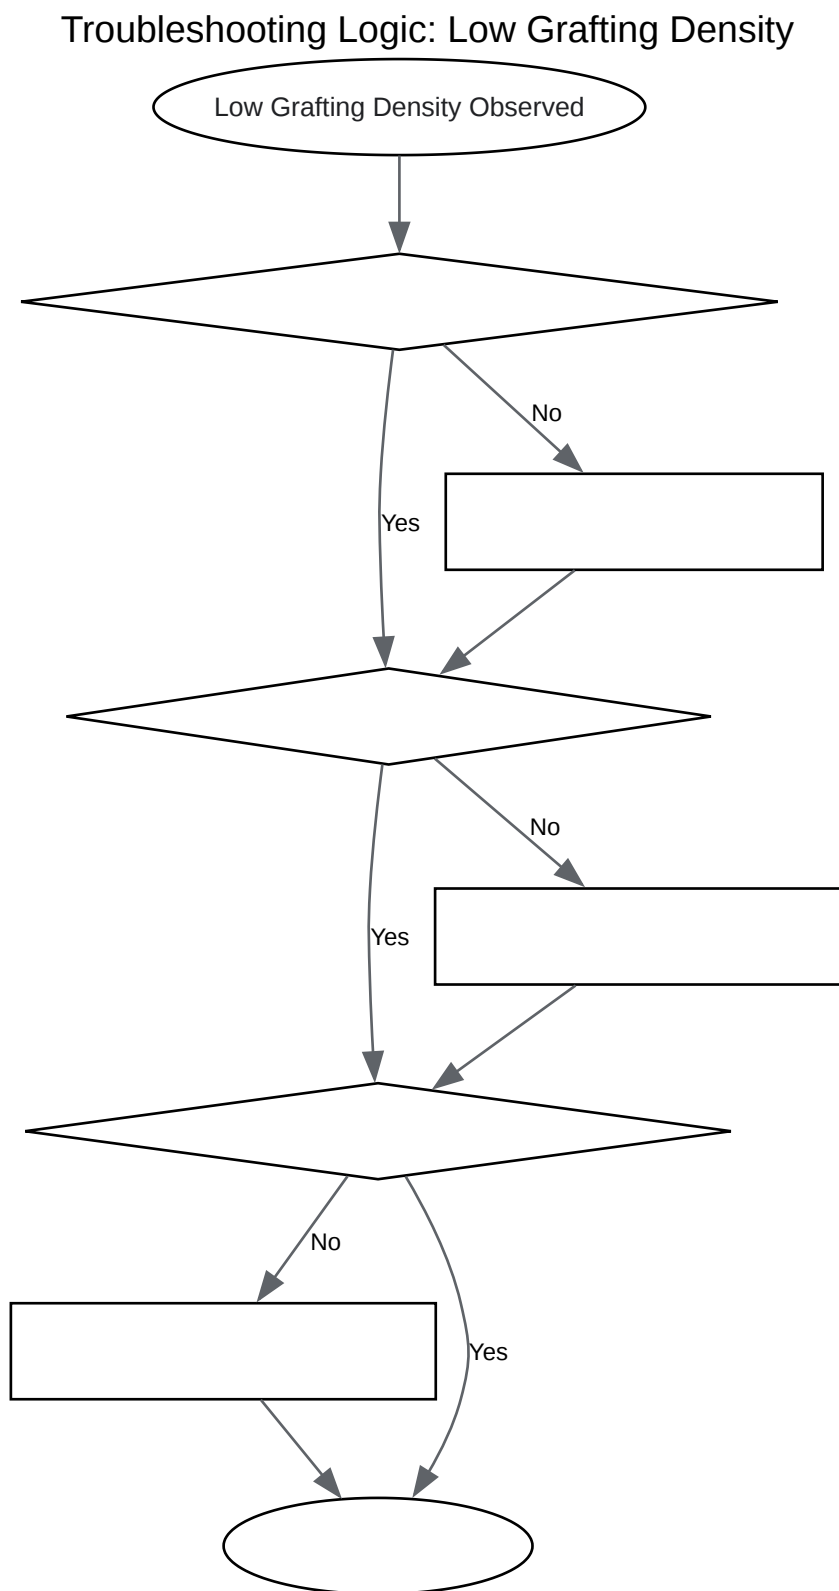 Troubleshooting Logic: Low Grafting Density
Low Grafting Density Observed
No
Yes
No
Yes
No
Yes